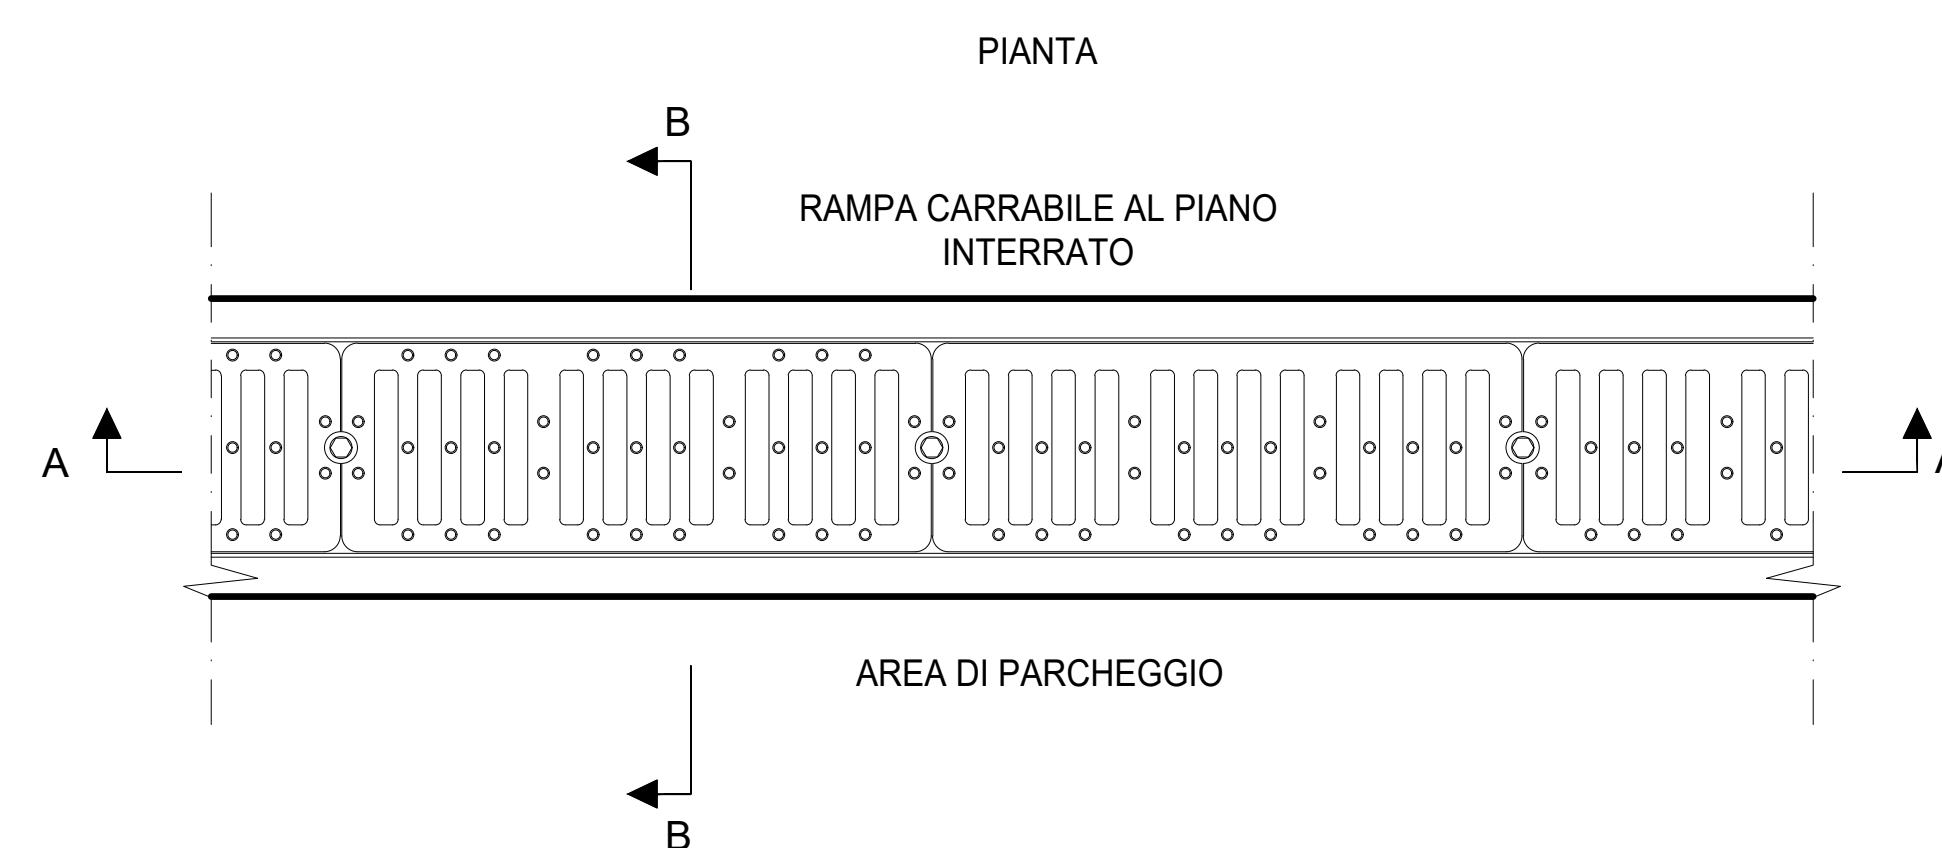 PIANTA
B
RAMPA CARRABILE AL PIANO
INTERRATO
A
AREA DI PARCHEGGIO
B